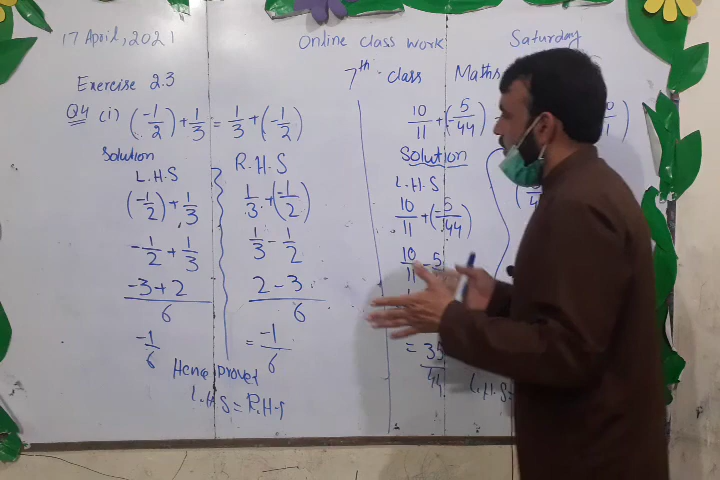 17 April, 2021 Online class work Saturday
7th class Maths
Exercise 2.3
Q4 (i) (-1/2) + 1/3 = 1/3 + (-1/2)
Solution
L.H.S
(-1/2) + 1/3
-1/2 + 1/3
-3+2/6
-1/6
R.H.S
1/3 + (-1/2)
1/3 - 1/2
2-3/6
= -1/6
Hence Proved
L.H.S = R.H.S
10/11 + (-5/44)
Solution
L.H.S
10/11 + (-5/44)
10/11 - 5
= 35/44
L.H.S =